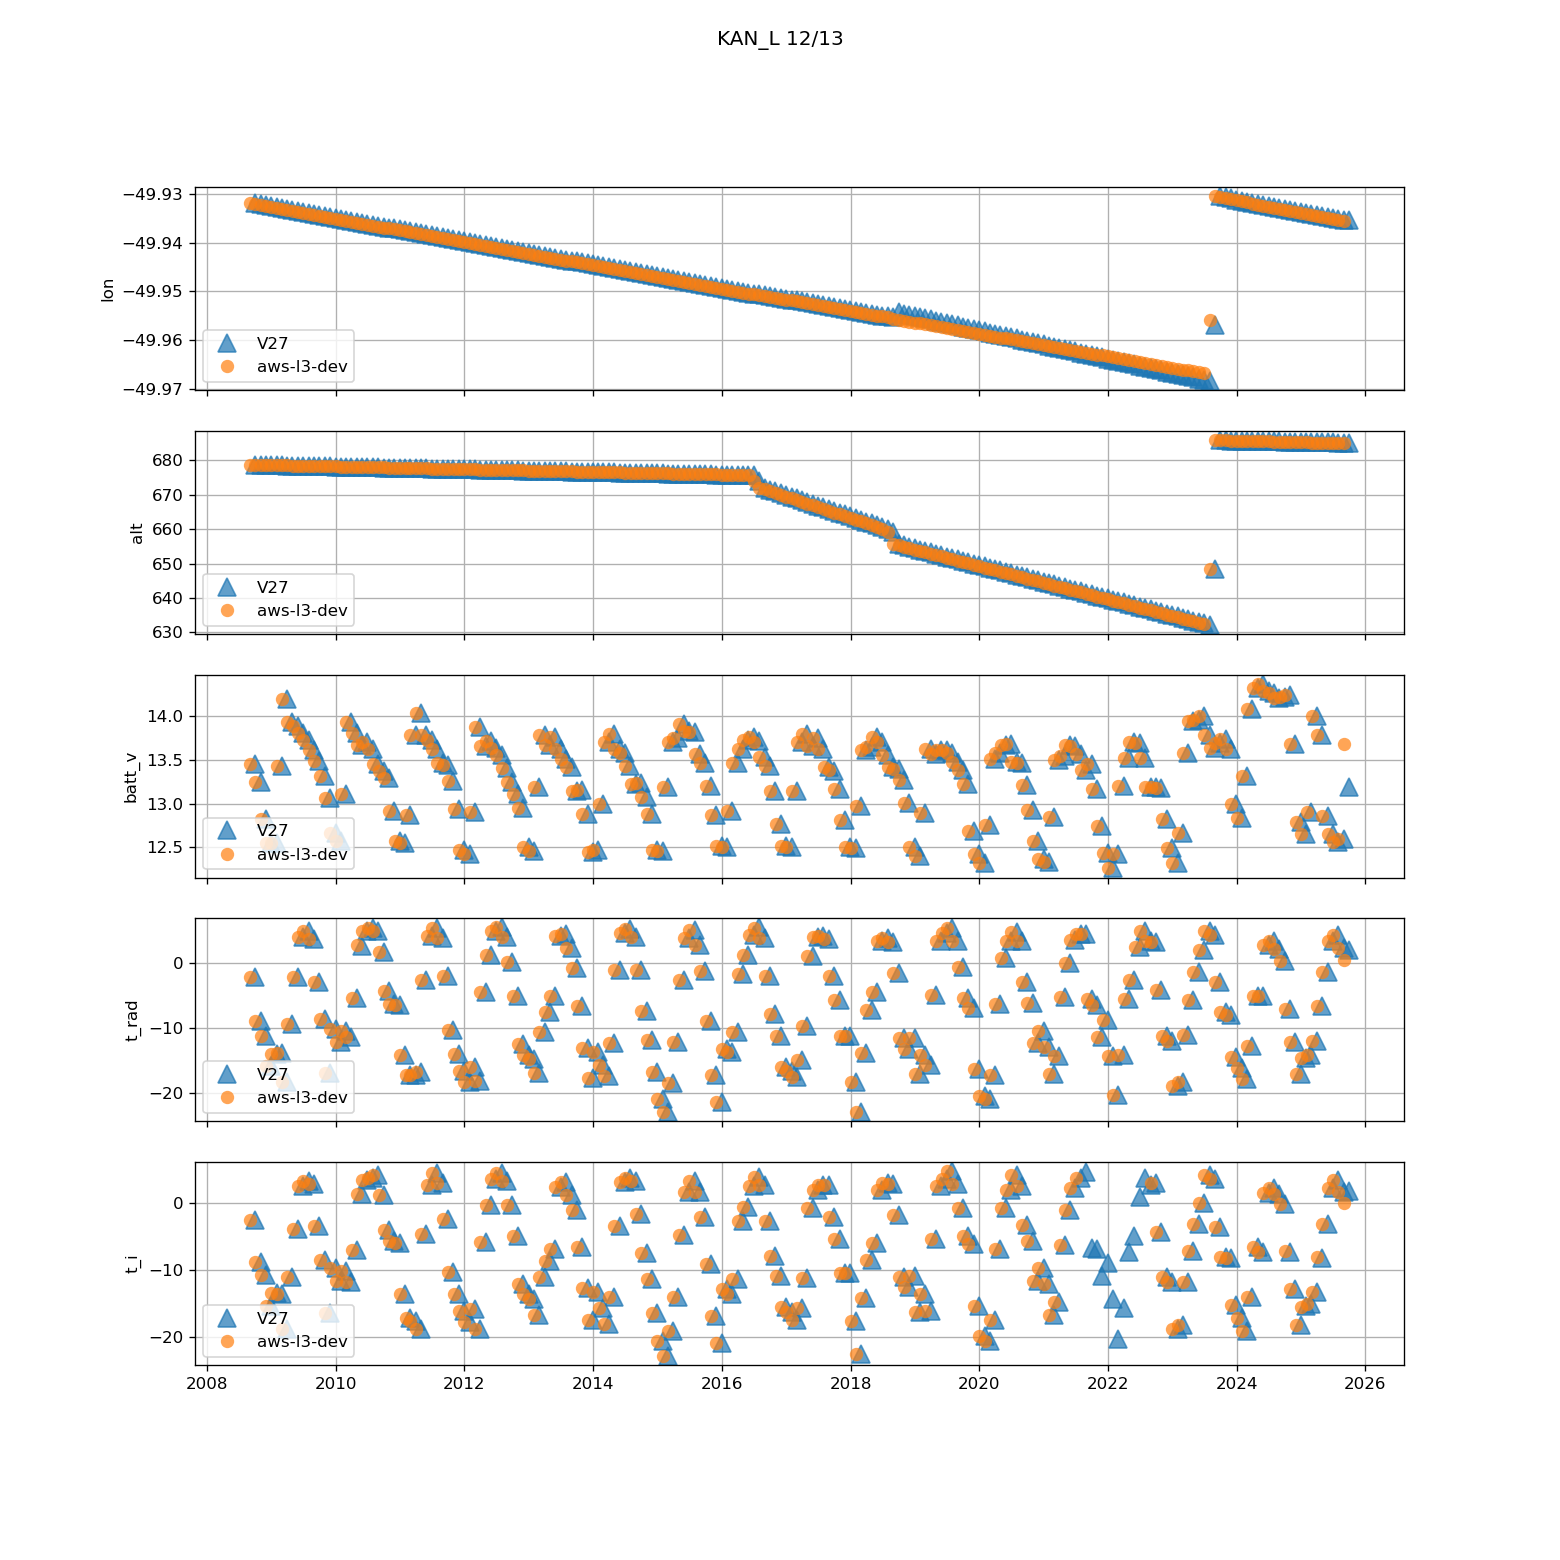 KAN_L 12/13
−49.93
−49.94
−49.95
−49.96
−49.97
lon
V27
aws-l3-dev
680
670
660
650
640
630
alt
V27
aws-l3-dev
14.0
13.5
13.0
12.5
batt_v
V27
aws-l3-dev
0
−10
−20
t_rad
V27
aws-l3-dev
0
−10
−20
t_i
V27
aws-l3-dev
2008 2010 2012 2014 2016 2018 2020 2022 2024 2026